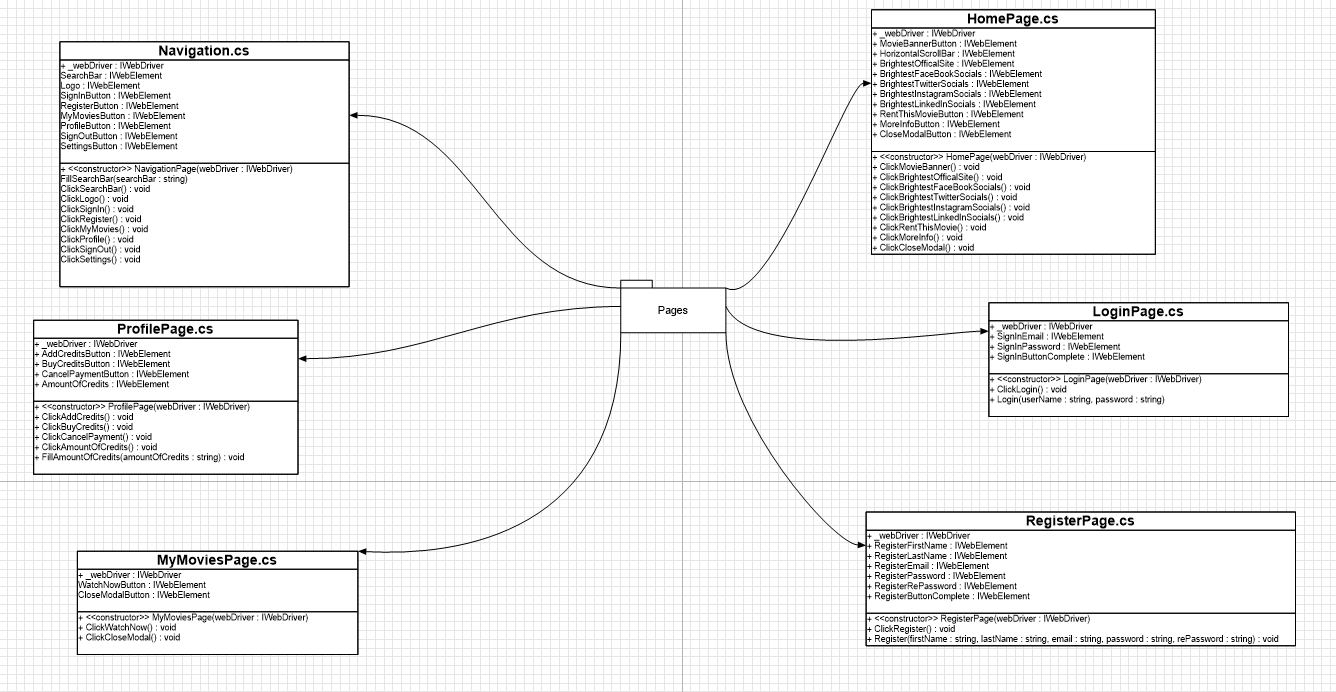 Navigation.cs
+ _webDriver : IWebDriver
SearchBar : IWebElement
Logo : IWebElement
SignInButton : IWebElement
RegisterButton : IWebElement
MyMoviesButton : IWebElement
ProfileButton : IWebElement
SignOutButton : IWebElement
SettingsButton : IWebElement
+ <<constructor>> NavigationPage(webDriver : IWebDriver)
FillSearchBar(searchBar : string)
ClickSearchBar() : void
ClickLogo() : void
ClickSignIn() : void
ClickRegister() : void
ClickMyMovies() : void
ClickProfile() : void
ClickSignOut() : void
ClickSettings() : void
HomePage.cs
+ _webDriver : IWebDriver
+ MovieBannerButton : IWebElement
+ HorizontalScrollBar : IWebElement
+ BrightestOfficalSite : IWebElement
+ BrightestFaceBookSocials : IWebElement
+ BrightestTwitterSocials : IWebElement
+ BrightestInstagramSocials : IWebElement
+ BrightestLinkedInSocials : IWebElement
+ RentThisMovieButton : IWebElement
+ MoreInfoButton : IWebElement
+ CloseModalButton : IWebElement
+ <<constructor>> HomePage(webDriver : IWebDriver)
+ ClickMovieBanner() : void
+ ClickBrightestOfficalSite() : void
+ ClickBrightestFaceBookSocials() : void
+ ClickBrightestTwitterSocials() : void
+ ClickBrightestInstagramSocials() : void
+ ClickBrightestLinkedInSocials() : void
+ ClickRentThisMovie() : void
+ ClickMoreInfo() : void
+ ClickCloseModal() : void
Pages
ProfilePage.cs
+ _webDriver : IWebDriver
+ AddCreditsButton : IWebElement
+ BuyCreditsButton : IWebElement
+ CancelPaymentButton : IWebElement
+ AmountOfCredits : IWebElement
+ <<constructor>> ProfilePage(webDriver : IWebDriver)
+ ClickAddCredits() : void
+ ClickBuyCredits() : void
+ ClickCancelPayment() : void
+ ClickAmountOfCredits() : void
+ FillAmountOfCredits(amountOfCredits : string) : void
LoginPage.cs
+ _webDriver : IWebDriver
+ SignInEmail : IWebElement
+ SignInPassword : IWebElement
+ SignInButtonComplete : IWebElement
+ <<constructor>> LoginPage(webDriver : IWebDriver)
+ ClickLogin() : void
+ Login(userName : string, password : string)
MyMoviesPage.cs
+ _webDriver : IWebDriver
WatchNowButton : IWebElement
CloseModalButton : IWebElement
+ <<constructor>> MyMoviesPage(webDriver : IWebDriver)
+ ClickWatchNow() : void
+ ClickCloseModal() : void
RegisterPage.cs
+ _webDriver : IWebDriver
+ RegisterFirstName : IWebElement
+ RegisterLastName : IWebElement
+ RegisterEmail : IWebElement
+ RegisterPassword : IWebElement
+ RegisterRePassword : IWebElement
+ RegisterButtonComplete : IWebElement
+ <<constructor>> RegisterPage(webDriver : IWebDriver)
+ ClickRegister() : void
+ Register(firstName : string, lastName : string, email : string, password : string, rePassword : string) : void